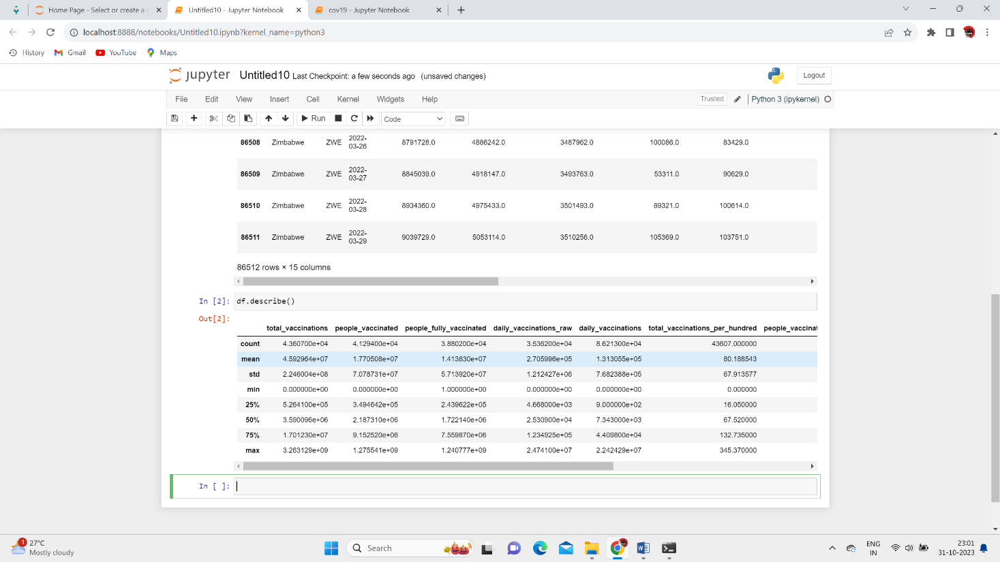 Home Page - Select or create a n
Untitled10 - Jupyter Notebook
cov19 - Jupyter Notebook
localhost:8888/notebooks/Untitled10.ipynb?kernel_name=python3
History Gmail YouTube Maps
jupyter Untitled10 Last Checkpoint: a few seconds ago (unsaved changes)
Logout
File Edit View Insert Cell Kernel Widgets Help
Trusted Python 3 (ipykernel)
Run Code
86508 Zimbabwe ZWE 2022-03-26 8791728.0 4886242.0 3487962.0 100086.0 83429.0
86509 Zimbabwe ZWE 2022-03-27 8845039.0 4918147.0 3493763.0 53311.0 90629.0
86510 Zimbabwe ZWE 2022-03-28 8934360.0 4975433.0 3501493.0 89321.0 100614.0
86511 Zimbabwe ZWE 2022-03-29 9039729.0 5053114.0 3510256.0 105369.0 103751.0
86512 rows × 15 columns
In [2]: df.describe()
Out[2]:
total_vaccinations people_vaccinated people_fully_vaccinated daily_vaccinations_raw daily_vaccinations total_vaccinations_per_hundred people_vaccinat
count 4.360700e+04 4.129400e+04 3.880200e+04 3.536200e+04 8.621300e+04 43607.000000
mean 4.592964e+07 1.770508e+07 1.413830e+07 2.705996e+05 1.313055e+05 80.188543
std 2.246004e+08 7.078731e+07 5.713920e+07 1.212427e+06 7.682388e+05 67.913577
min 0.000000e+00 0.000000e+00 1.000000e+00 0.000000e+00 0.000000e+00 0.000000
25% 5.264100e+05 3.494642e+05 2.439622e+05 4.668000e+03 9.000000e+02 16.050000
50% 3.590096e+06 2.187310e+06 1.722140e+06 2.530900e+04 7.343000e+03 67.520000
75% 1.701230e+07 9.152520e+06 7.559870e+06 1.234925e+05 4.409800e+04 132.735000
max 3.263129e+09 1.275541e+09 1.240777e+09 2.474100e+07 2.242429e+07 345.370000
In [ ]:
1
27°C
Mostly cloudy
Search
ENG
IN
23:01
31-10-2023